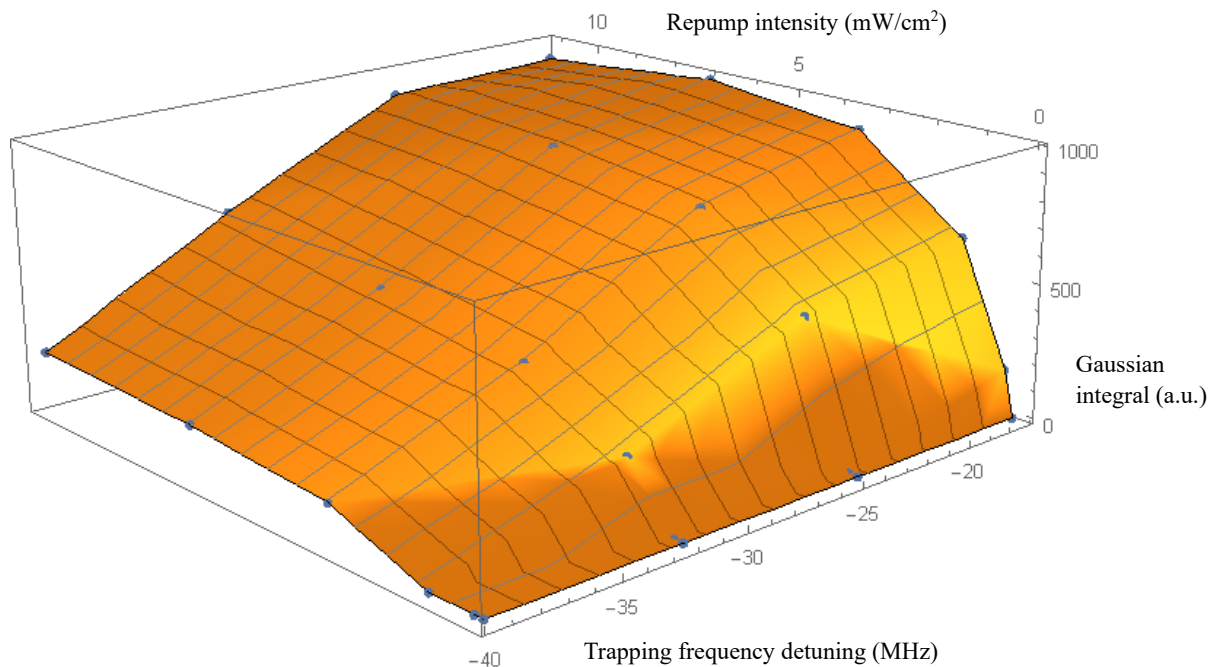 Repump intensity (mW/cm²)
10
5
0
1000
500
0
Gaussian
integral (a.u.)
−20
−25
−30
−35
−40
Trapping frequency detuning (MHz)